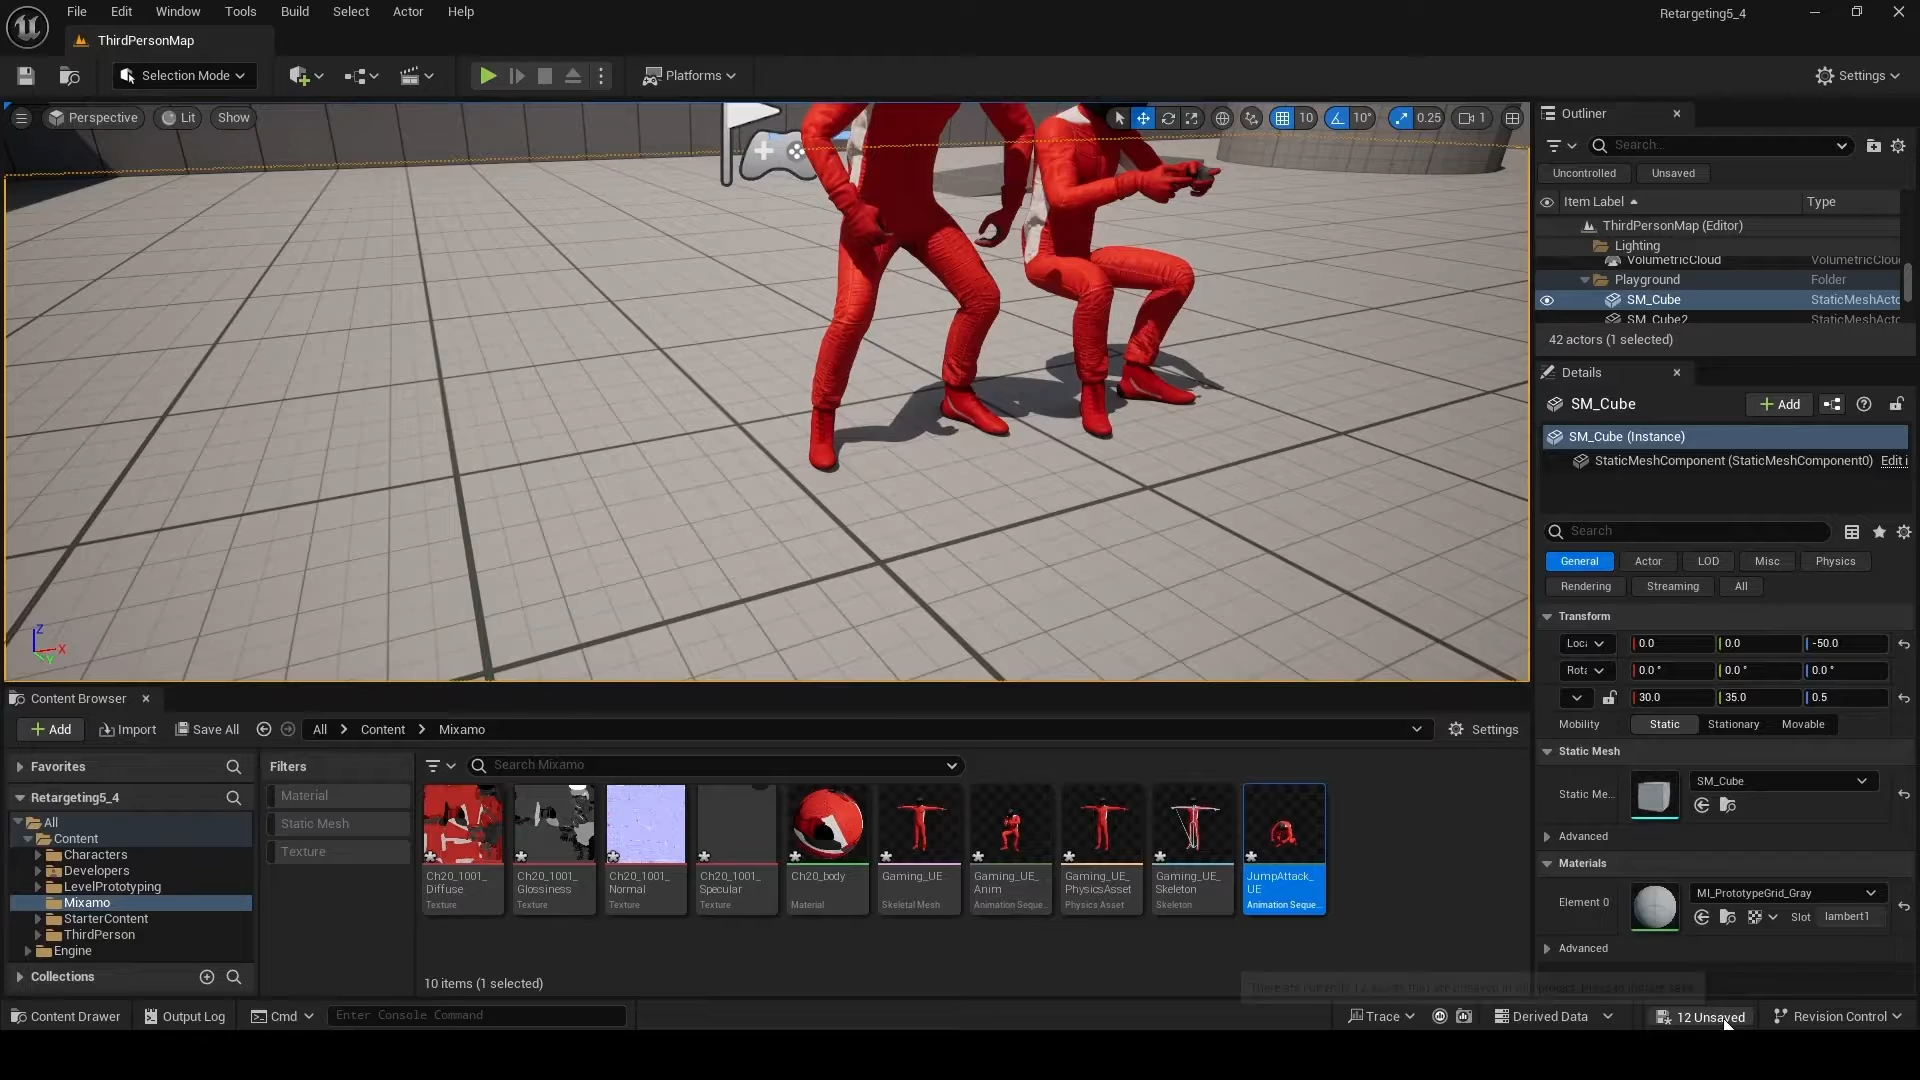 File Edit Window Tools Build Select Actor Help
Retargeting5_4
ThirdPersonMap
Selection Mode
Platforms
Settings
Perspective Lit Show
10 10° 0.25 1
Z X Y
Outliner
Search...
Uncontrolled Unsaved
Item Label Type
ThirdPersonMap (Editor)
Lighting
VolumetricCloud VolumetricClou
Playground Folder
SM_Cube StaticMeshActo
SM_Cube2 StaticMeshActo
42 actors (1 selected)
Details
SM_Cube Add
SM_Cube (Instance)
StaticMeshComponent (StaticMeshComponent0) Edit i
Search
General Actor LOD Misc Physics
Rendering Streaming All
Transform
Loca 0.0 0.0 -50.0
Rota 0.0 ° 0.0 ° 0.0 °
30.0 35.0 0.5
Mobility Static Stationary Movable
Static Mesh
Static Me... SM_Cube
Advanced
Materials
Element 0 MI_PrototypeGrid_Gray
Slot lambert1
Advanced
Content Browser
Add Import Save All All Content Mixamo Settings
Favorites
Retargeting5_4
All
Content
Characters
Developers
LevelPrototyping
Mixamo
StarterContent
ThirdPerson
Engine
Collections
Filters
Material
Static Mesh
Texture
Search Mixamo
Ch20_1001_
Diffuse
Texture
Ch20_1001_
Glossiness
Texture
Ch20_1001_
Normal
Texture
Ch20_1001_
Specular
Texture
Ch20_body
Material
Gaming_UE
Skeletal Mesh
Gaming_UE_
Anim
Animation Seque...
Gaming_UE_
PhysicsAsset
Physics Asset
Gaming_UE_
Skeleton
Skeleton
JumpAttack_
UE
Animation Seque...
10 items (1 selected)
Content Drawer Output Log Cmd Enter Console Command
Trace Derived Data 12 Unsaved Revision Control